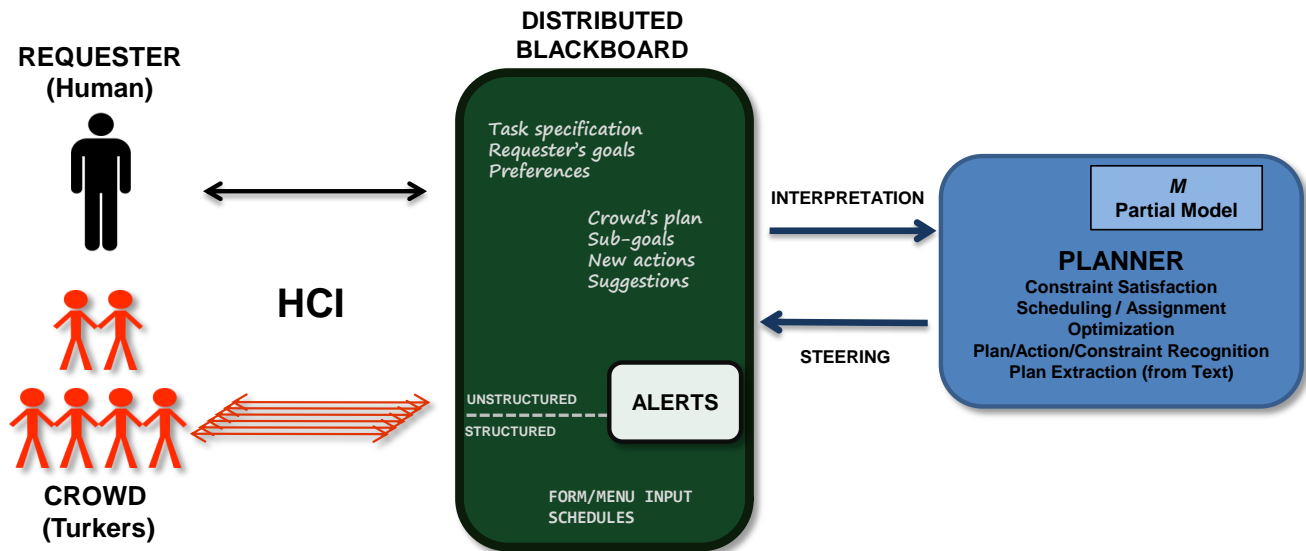 REQUESTER
(Human)
HCI
CROWD
(Turkers)
DISTRIBUTED
BLACKBOARD
Task specification
Requester's goals
Preferences
Crowd's plan
Sub-goals
New actions
Suggestions
UNSTRUCTURED
STRUCTURED
ALERTS
FORM/MENU INPUT
SCHEDULES
INTERPRETATION
STEERING
M
Partial Model
PLANNER
Constraint Satisfaction
Scheduling / Assignment
Optimization
Plan/Action/Constraint Recognition
Plan Extraction (from Text)